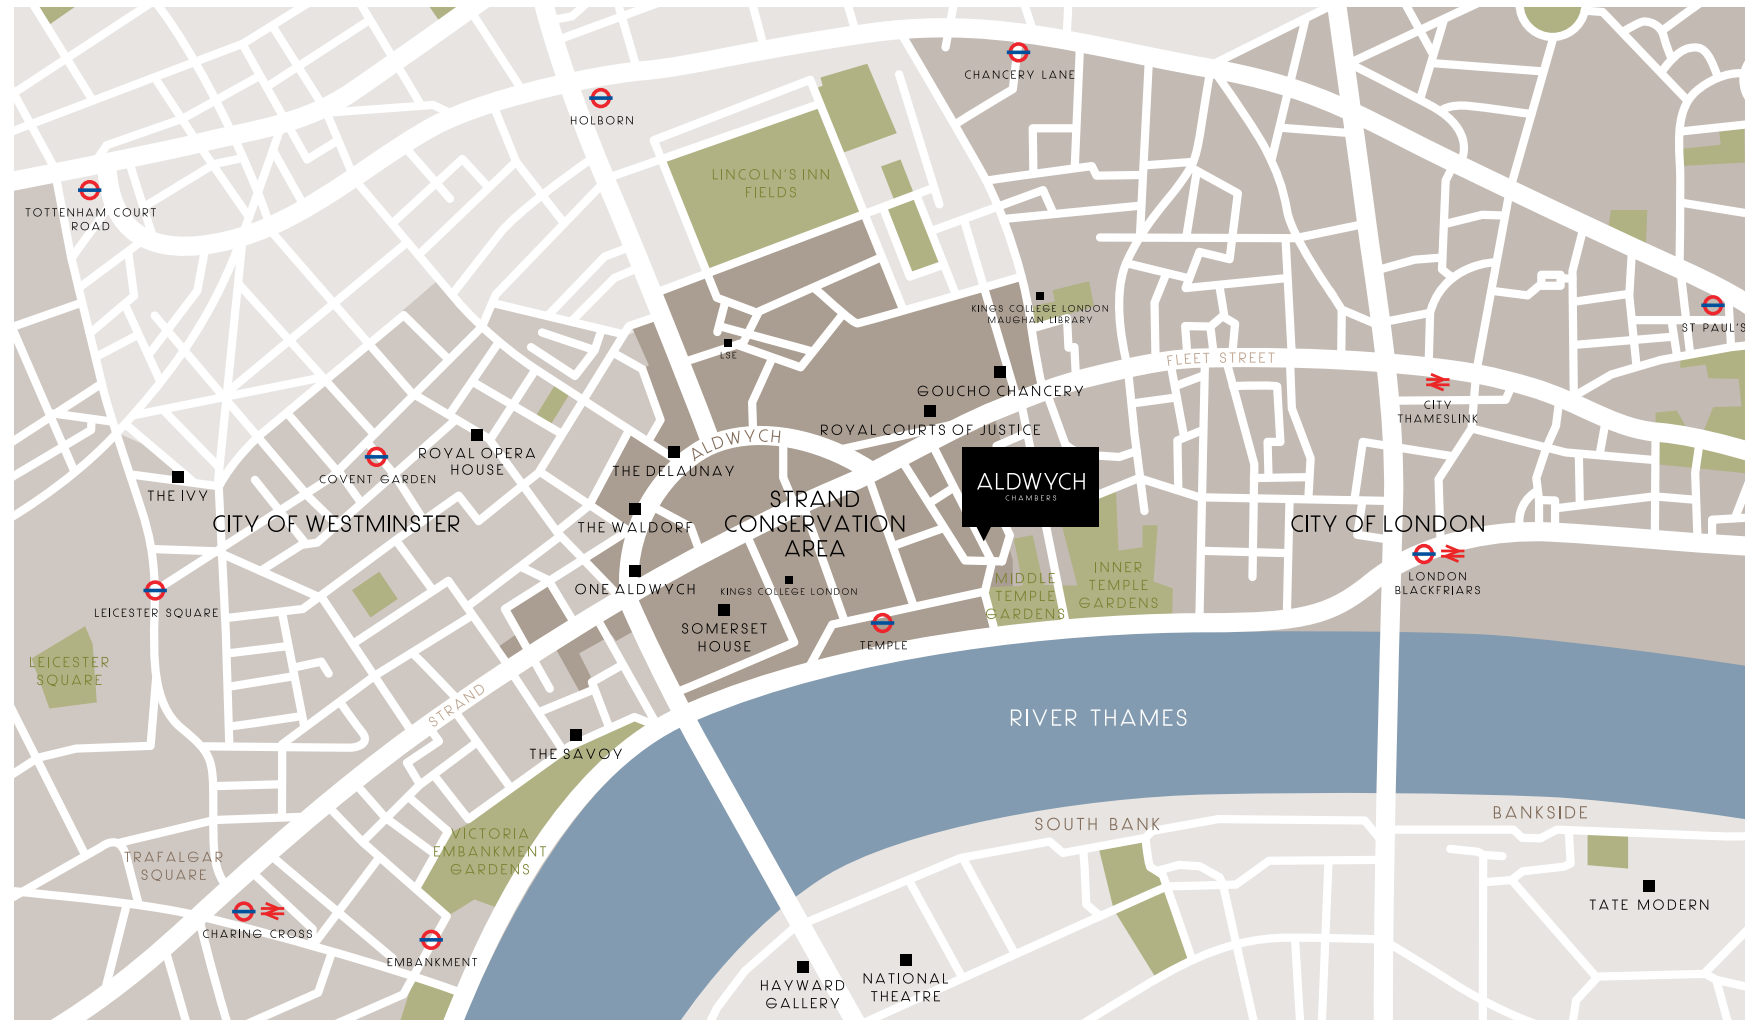 CHANCERY LANE
HOLBORN
LINCOLN'S INN
FIELDS
TOTTENHAM COURT
ROAD
KINGS COLLEGE LONDON
MAUGHAN LIBRARY
ST PAUL'S
LSE
FLEET STREET
GOUCHO CHANCERY
CITY
THAMESLINK
ROYAL COURTS OF JUSTICE
ALDWYCH
ROYAL OPERA
HOUSE
COVENT GARDEN
THE DELAUNAY
THE IVY
ALDWYCH
CHAMBERS
CITY OF WESTMINSTER
THE WALDORF
STRAND
CONSERVATION
AREA
CITY OF LONDON
ONE ALDWYCH
KINGS COLLEGE LONDON
MIDDLE
TEMPLE
GARDENS
INNER
TEMPLE
GARDENS
LONDON
BLACKFRIARS
LEICESTER SQUARE
SOMERSET
HOUSE
TEMPLE
LEICESTER
SQUARE
STRAND
RIVER THAMES
THE SAVOY
BANKSIDE
SOUTH BANK
VICTORIA
EMBANKMENT
GARDENS
TRAFALGAR
SQUARE
TATE MODERN
CHARING CROSS
EMBANKMENT
HAYWARD
GALLERY
NATIONAL
THEATRE